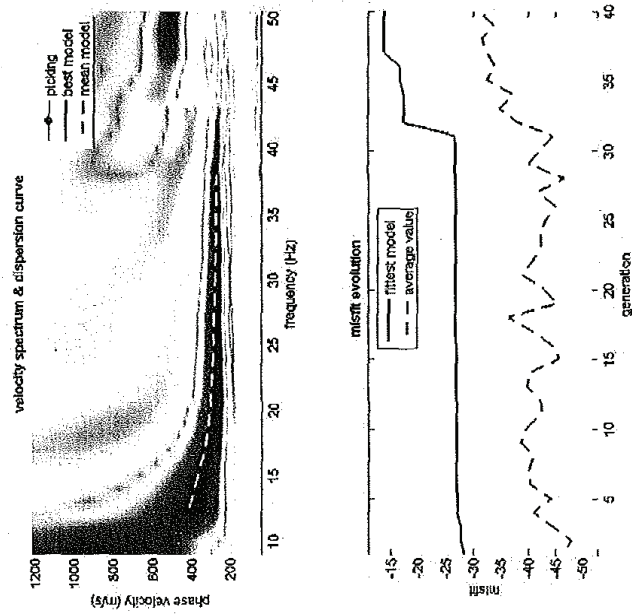 velocity spectrum & dispersion curve
picking
best model
mean model
phase velocity (m/s)
1200
1000
800
600
400
200
10 15 20 25 30 35 40 45 50
frequency (Hz)
misfit evolution
fittest model
average value
misfit
-15
-20
-25
-30
-35
-40
-45
-50
5 10 15 20 25 30 35 40
generation